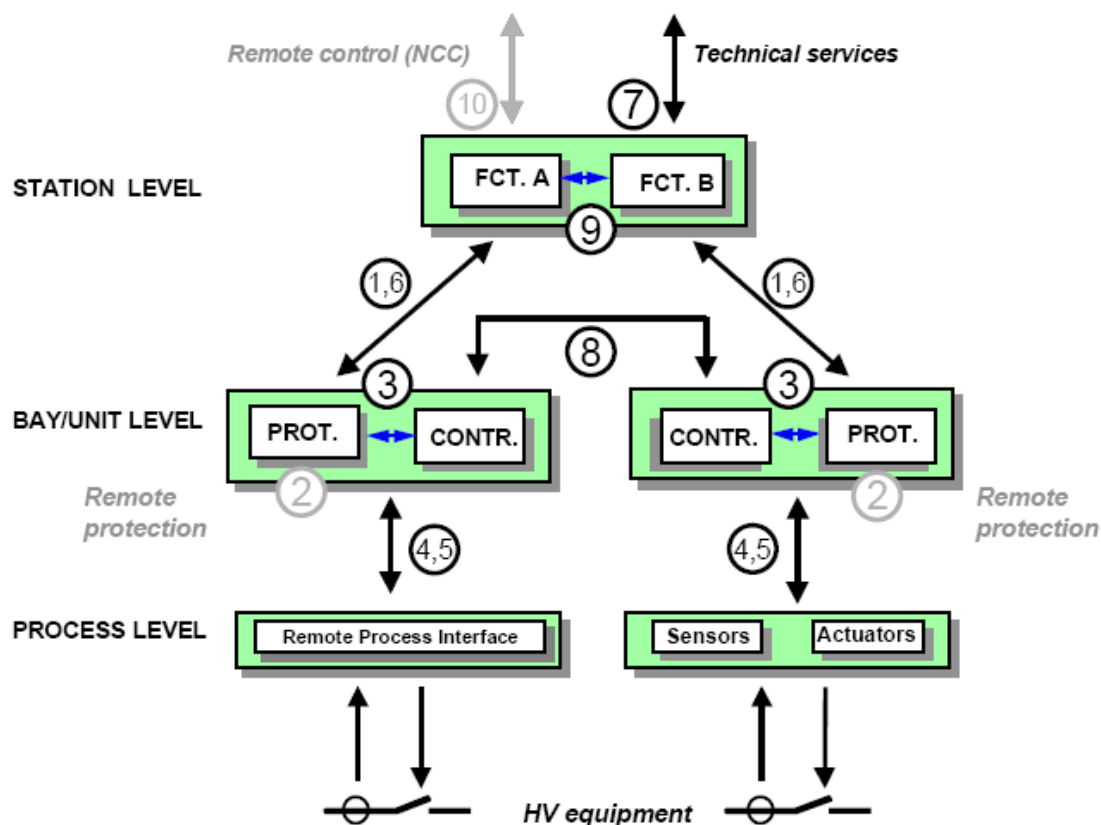 Remote control (NCC)
Technical services
10
7
STATION LEVEL
FCT. A
FCT. B
9
1,6
1,6
8
3
3
BAY/UNIT LEVEL
PROT.
CONTR.
CONTR.
PROT.
2
2
Remote
protection
Remote
protection
4,5
4,5
PROCESS LEVEL
Remote Process Interface
Sensors
Actuators
HV equipment